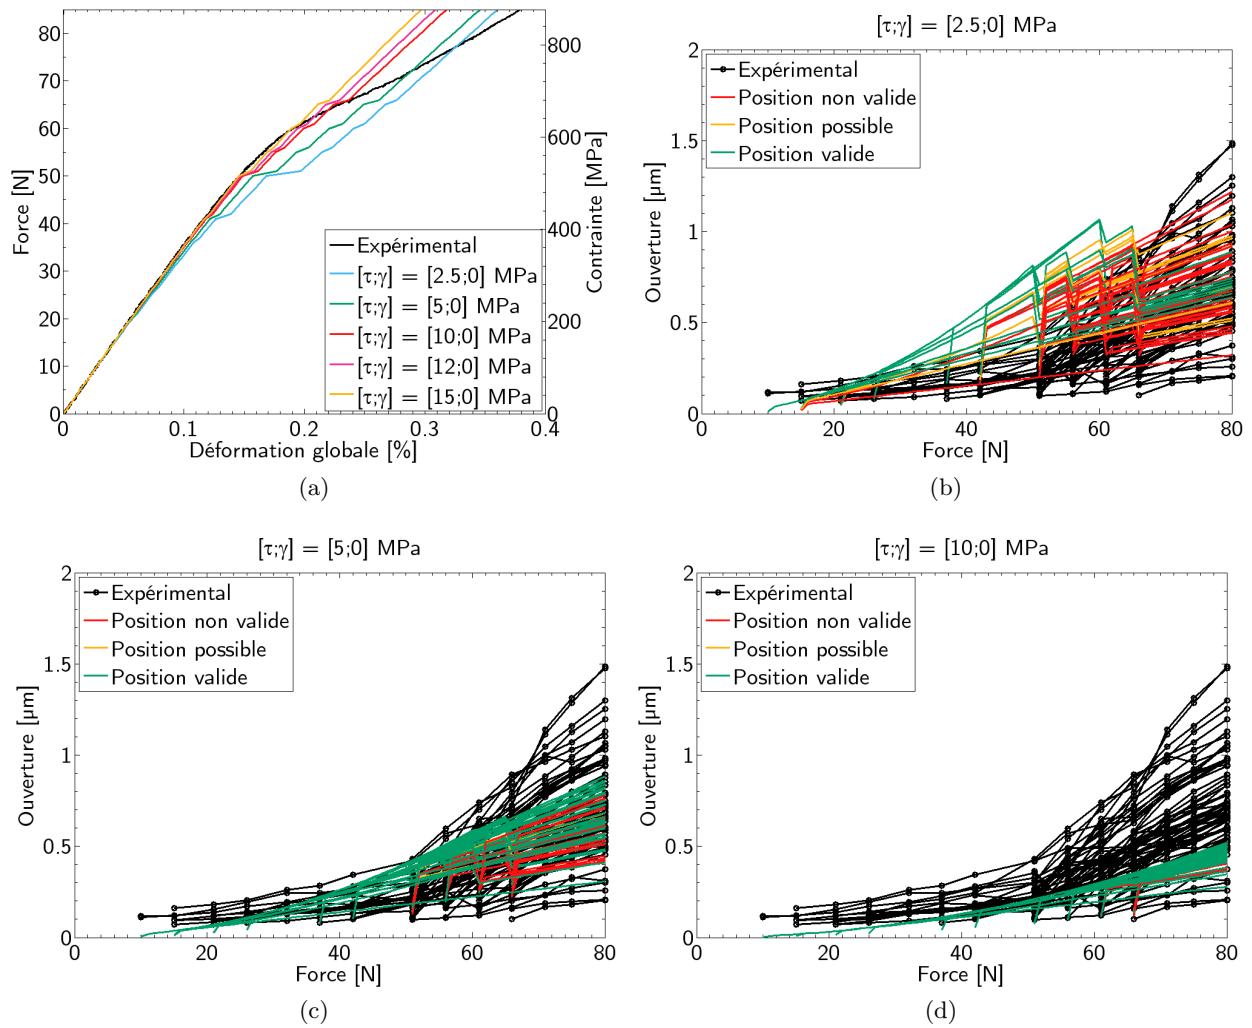 80
70
60
50
40
30
20
10
0
Force [N]
800
600
400
200
0
Contrainte [MPa]
Expérimental
[τ;γ] = [2.5;0] MPa
[τ;γ] = [5;0] MPa
[τ;γ] = [10;0] MPa
[τ;γ] = [12;0] MPa
[τ;γ] = [15;0] MPa
0 0.1 0.2 0.3 0.4
Déformation globale [%]
(a)
[τ;γ] = [2.5;0] MPa
2
1.5
1
0.5
0
Ouverture [µm]
Expérimental
Position non valide
Position possible
Position valide
0 20 40 60 80
Force [N]
(b)
[τ;γ] = [5;0] MPa
2
1.5
1
0.5
0
Ouverture [µm]
Expérimental
Position non valide
Position possible
Position valide
0 20 40 60 80
Force [N]
(c)
[τ;γ] = [10;0] MPa
2
1.5
1
0.5
0
Ouverture [µm]
Expérimental
Position non valide
Position possible
Position valide
0 20 40 60 80
Force [N]
(d)